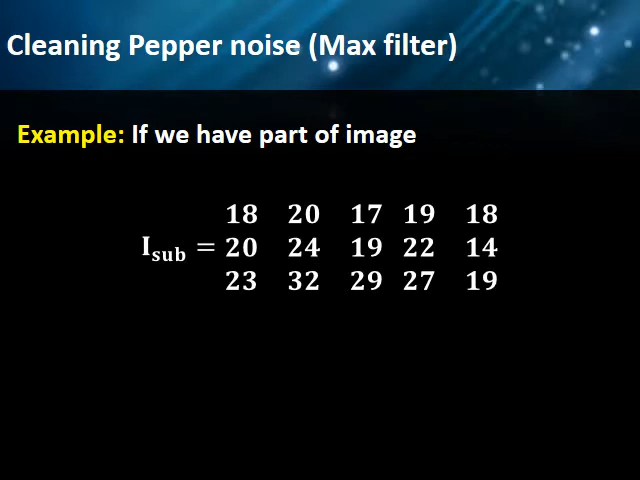 Cleaning Pepper noise (Max filter)
Example: If we have part of image
18 20 17 19 18
I_sub = 20 24 19 22 14
23 32 29 27 19